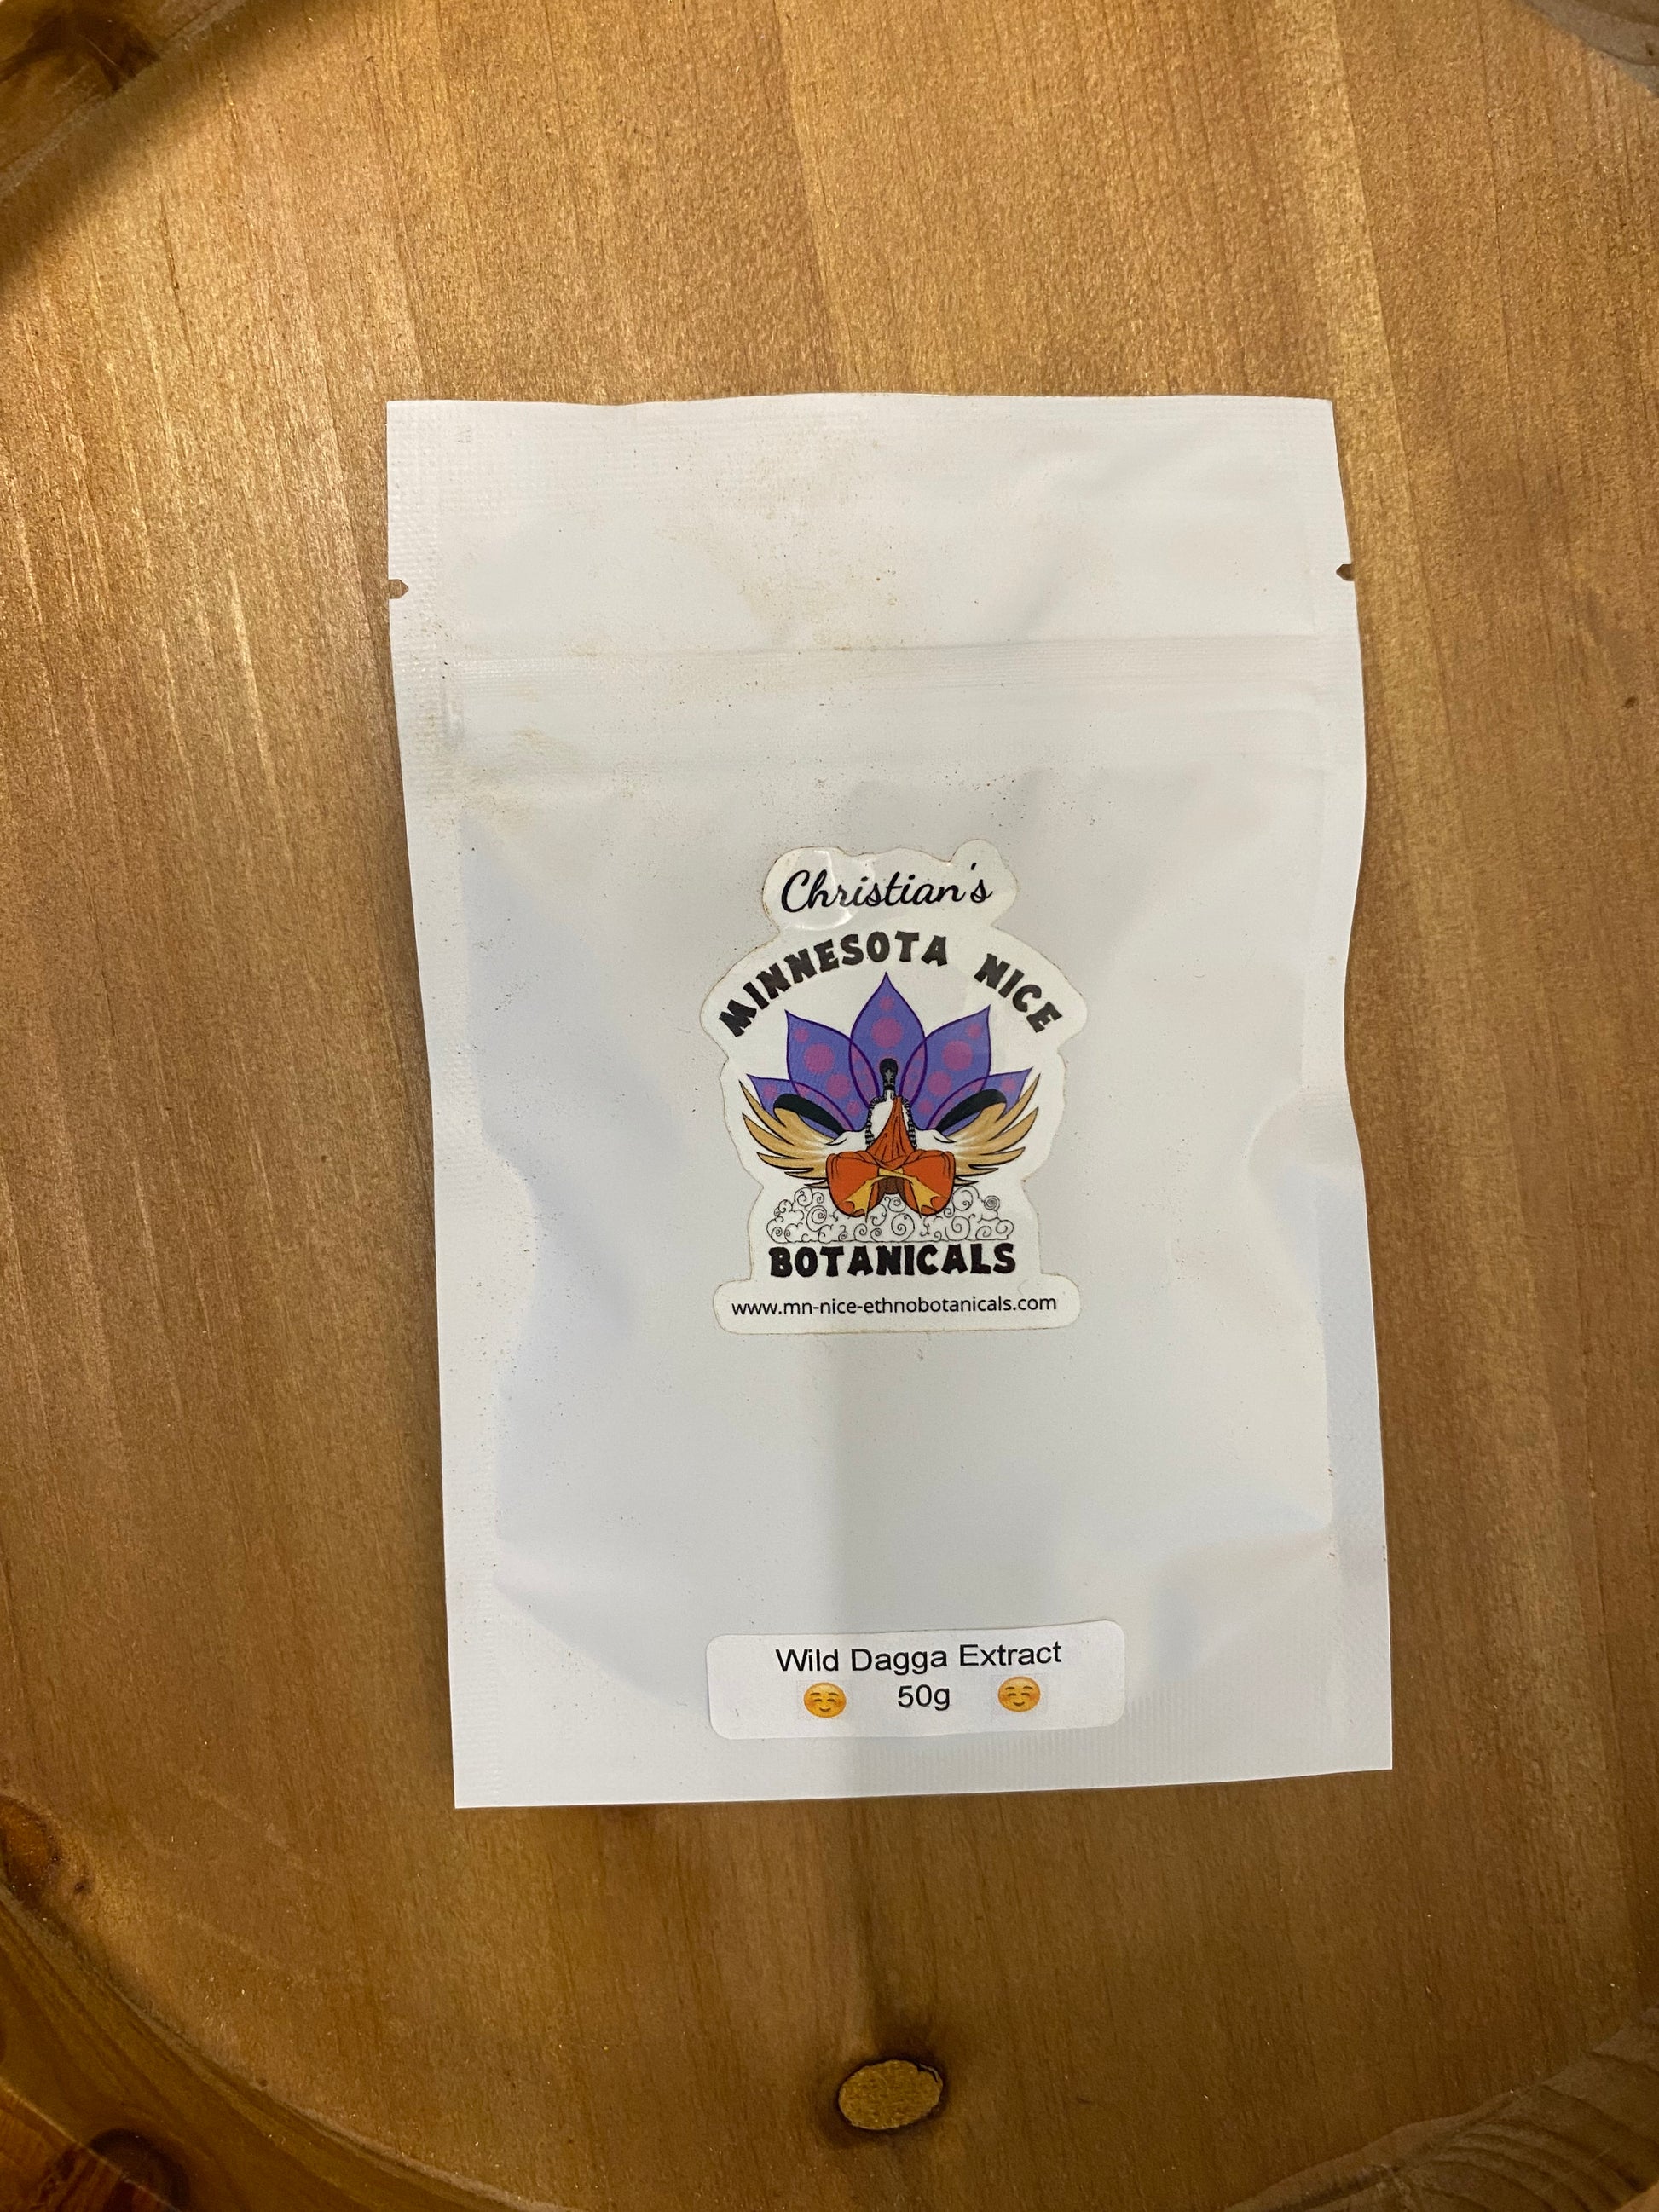 Christian's
MINNESOTA NICE
BOTANICALS
www.mn-nice-ethnobotanicals.com
Wild Dagga Extract
☺️ 50g ☺️